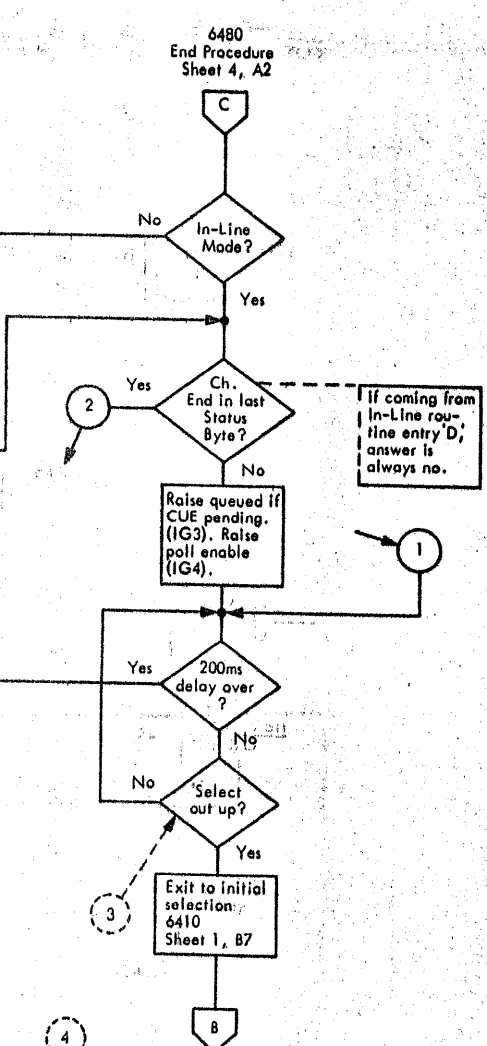 6480
End Procedure
Sheet 4, A2
C
No
In-Line
Mode?
Yes
Yes
Ch.
End in last
Status
Byte?
2
If coming from
In-Line rou-
tine entry 'D,'
answer is
always no.
No
Raise queued if
CUE pending.
(IG3). Raise
poll enable
(IG4).
1
Yes
200ms
delay over
?
No
No
Select
out up?
Yes
3
Exit to initial
selection
6410
Sheet 1, B7
B
4